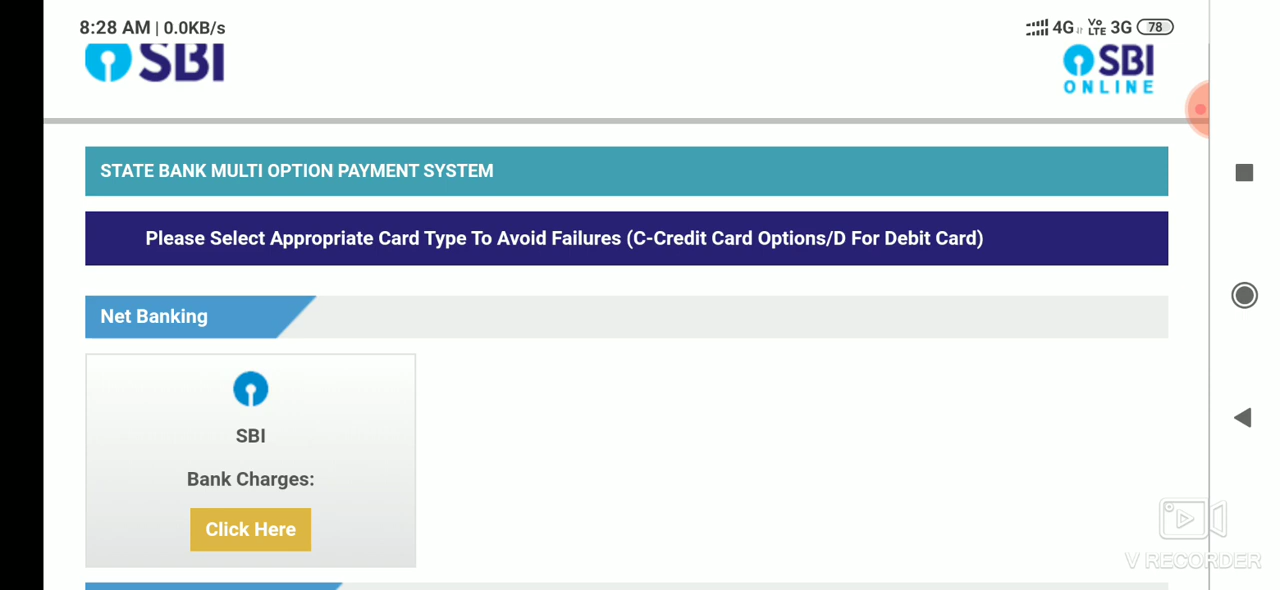 8:28 AM | 0.0KB/s
4G Vo LTE 3G 78
SBI
SBI
ONLINE
STATE BANK MULTI OPTION PAYMENT SYSTEM
Please Select Appropriate Card Type To Avoid Failures (C-Credit Card Options/D For Debit Card)
Net Banking
SBI
Bank Charges:
Click Here
V RECORDER